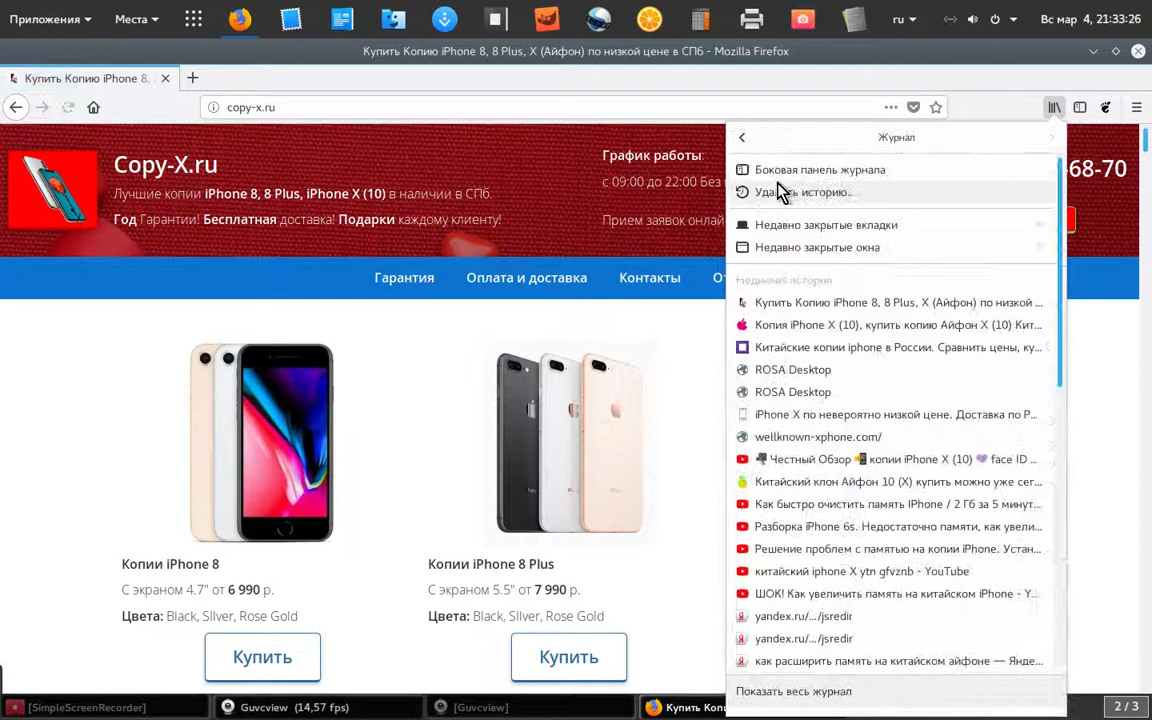 Приложения
Места
ru
Вс мар 4, 21:33:26
Купить Копию iPhone 8, 8 Plus, X (Айфон) по низкой цене в СПб - Mozilla Firefox
Купить Копию iPhone 8,
copy-x.ru
Журнал
Copy-X.ru
Лучшие копии iPhone 8, 8 Plus, iPhone X (10) в наличии в СПб.
Год Гарантии! Бесплатная доставка! Подарки каждому клиенту!
График работы:
с 09:00 до 22:00 Без
Прием заявок онлай
68-70
Гарантия
Оплата и доставка
Контакты
От
Боковая панель журнала
Удалить историю...
Недавно закрытые вкладки
Недавно закрытые окна
Недавняя история
Купить Копию iPhone 8, 8 Plus, X (Айфон) по низкой ...
Копия iPhone X (10), купить копию Айфон X (10) Кит...
Китайские копии iphone в России. Сравнить цены, ку...
ROSA Desktop
ROSA Desktop
iPhone X по невероятно низкой цене. Доставка по Р...
wellknown-xphone.com/
Честный Обзор копии iPhone X (10) face ID ...
Китайский клон Айфон 10 (X) купить можно уже сег...
Как быстро очистить память IPhone / 2 Гб за 5 минут...
Разборка iPhone 6s. Недостаточно памяти, как увели...
Решение проблем с памятью на копии iPhone. Устан...
китайский iphone X ytn gfvznb - YouTube
ШОК! Как увеличить память на китайском iPhone - Y...
yandex.ru/.../jsredir
yandex.ru/.../jsredir
как расширить память на китайском айфоне — Янде...
Показать весь журнал
Копии iPhone 8
С экраном 4.7" от 6 990 р.
Цвета: Black, SIlver, Rose Gold
Купить
Копии iPhone 8 Plus
С экраном 5.5" от 7 990 р.
Цвета: Black, SIlver, Rose Gold
Купить
[SimpleScreenRecorder]
Guvcview (14,57 fps)
[Guvcview]
Купить Коп
2 / 3